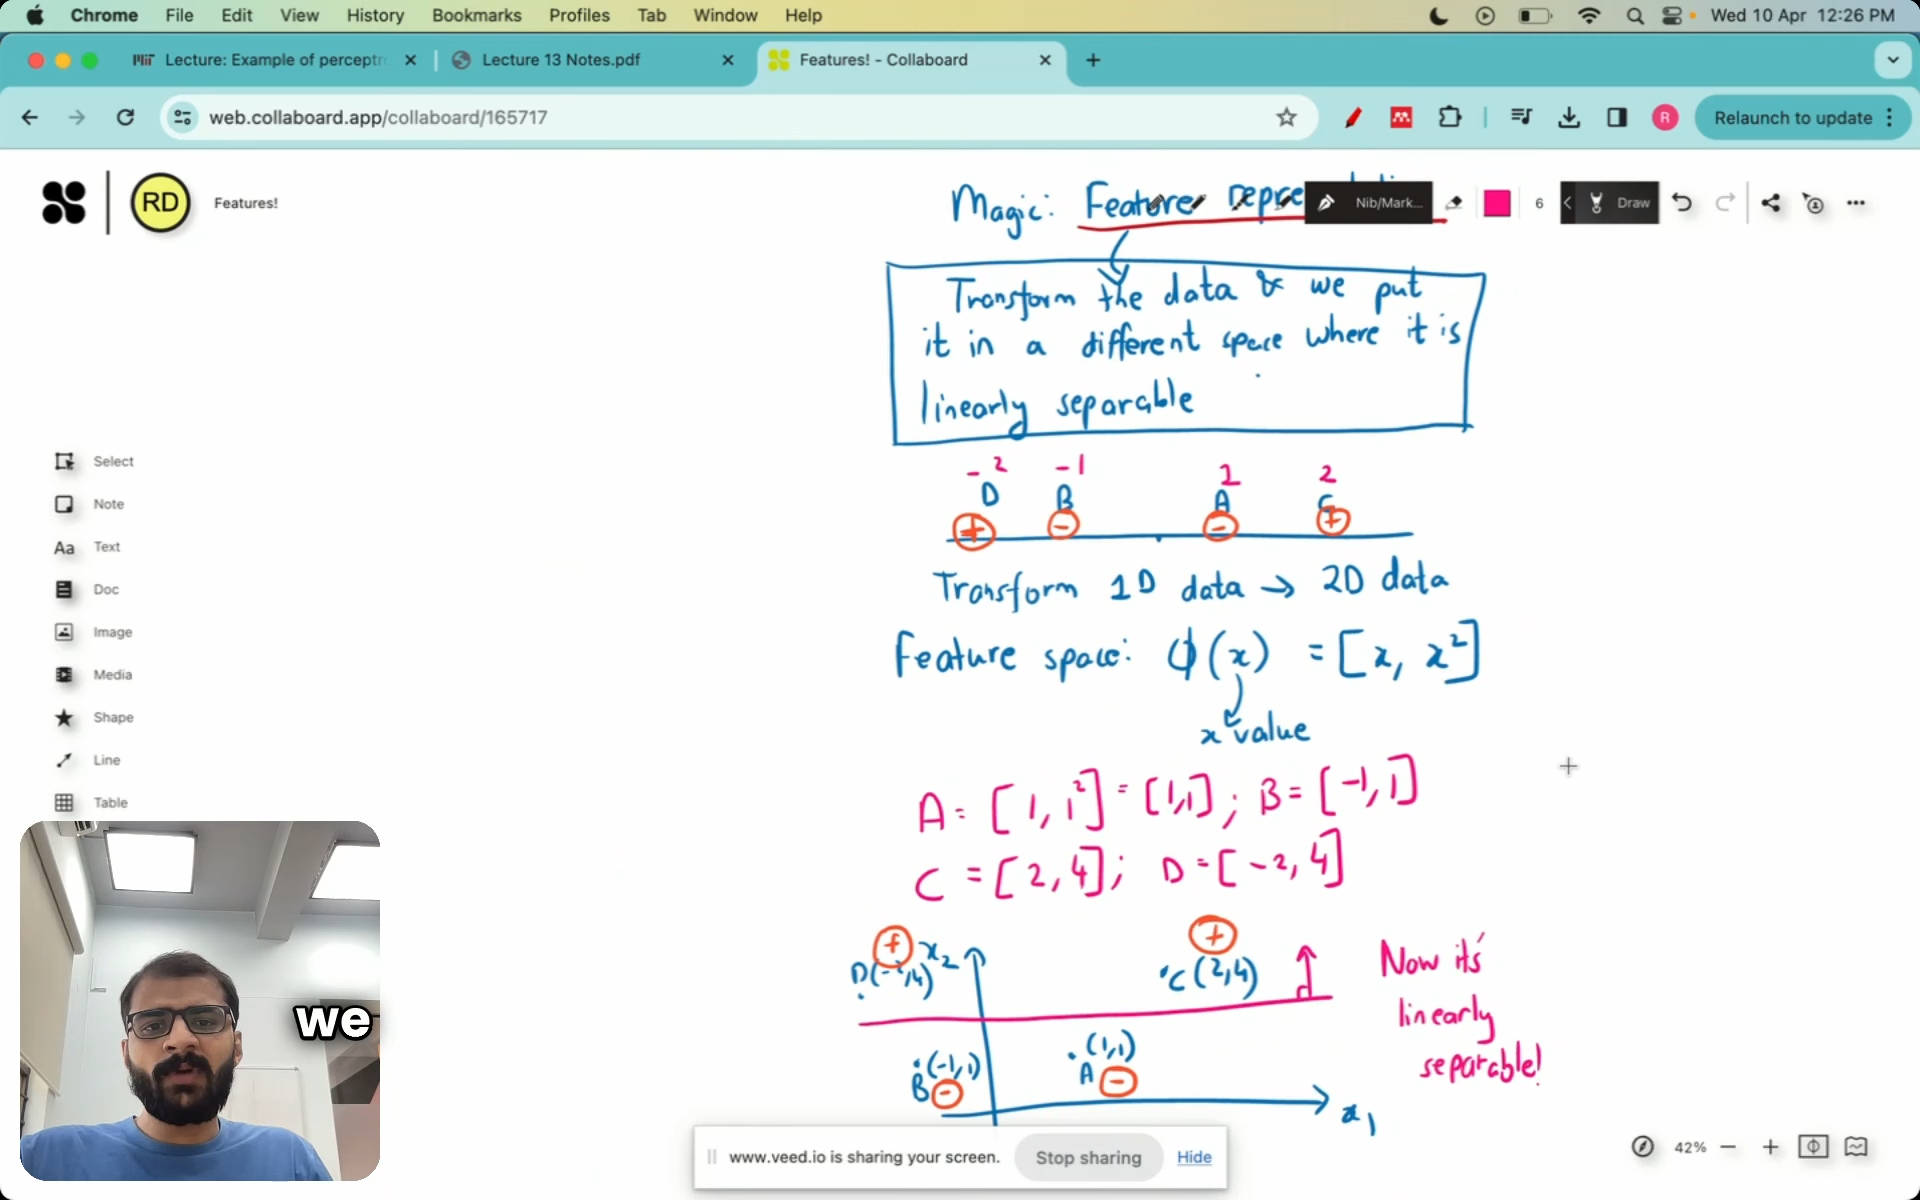 Chrome File Edit View History Bookmarks Profiles Tab Window Help Wed 10 Apr 12:26 PM
Lecture: Example of perceptr Lecture 13 Notes.pdf Features! - Collaboard
web.collaboard.app/collaboard/165717 R Relaunch to update
RD Features!
Nib/Mark... 6 Draw
Magic: Feature repre
Transform the data & we put
it in a different space where it is
linearly separable
Select
Note
Aa Text
Doc
Image
Media
Shape
Line
Table
-2 -1 1 2
D B A C
+ - - +
Transform 1D data → 2D data
Feature space: φ(x) = [x, x²]
x value
A = [1, 1²] = [1,1]; B = [-1, 1]
C = [2, 4]; D = [-2, 4]
+ x₂ +
D(-2,4) C(2,4)
Now it's
linearly
separable!
(-1,1) (1,1)
B - A -
x₁
we
www.veed.io is sharing your screen. Stop sharing Hide
42%